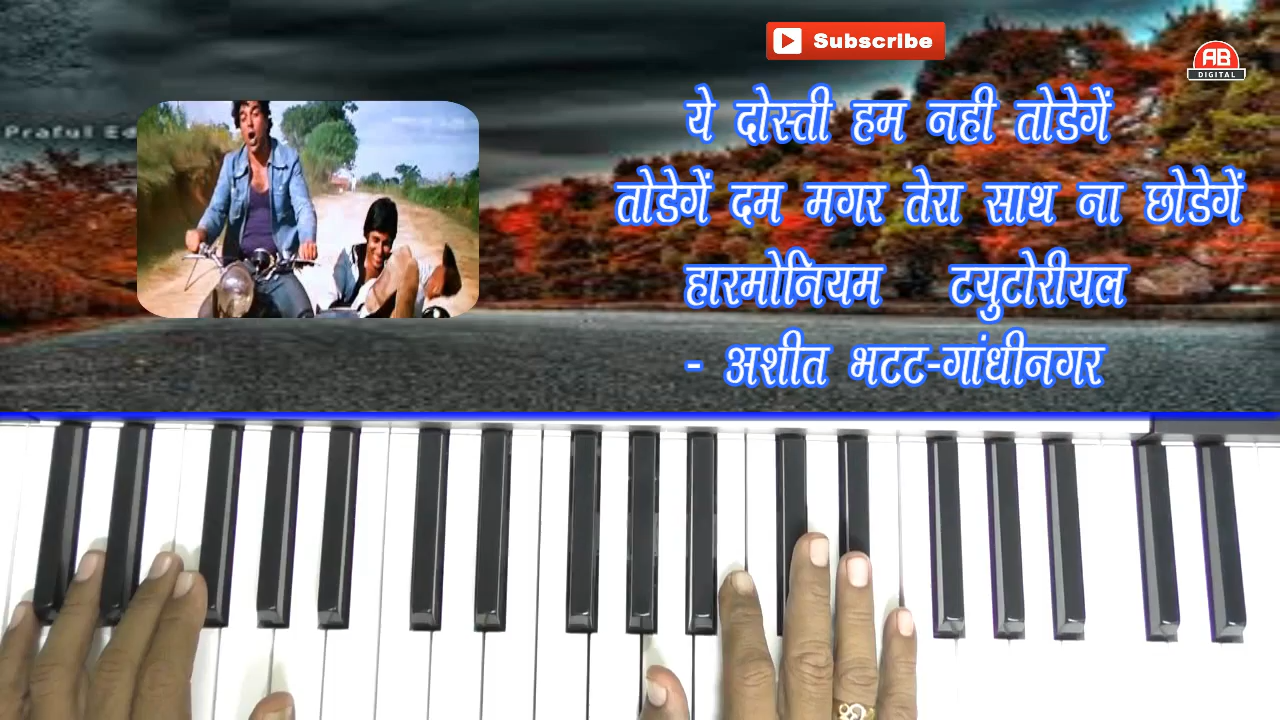 Subscribe
AB
DIGITAL
Praful Ed
ये दोस्ती हम नही तोडेगें
तोडेगें दम मगर तेरा साथ ना छोडेगें
हारमोनियम टयुटोरीयल
- अशीत भटट-गांधीनगर